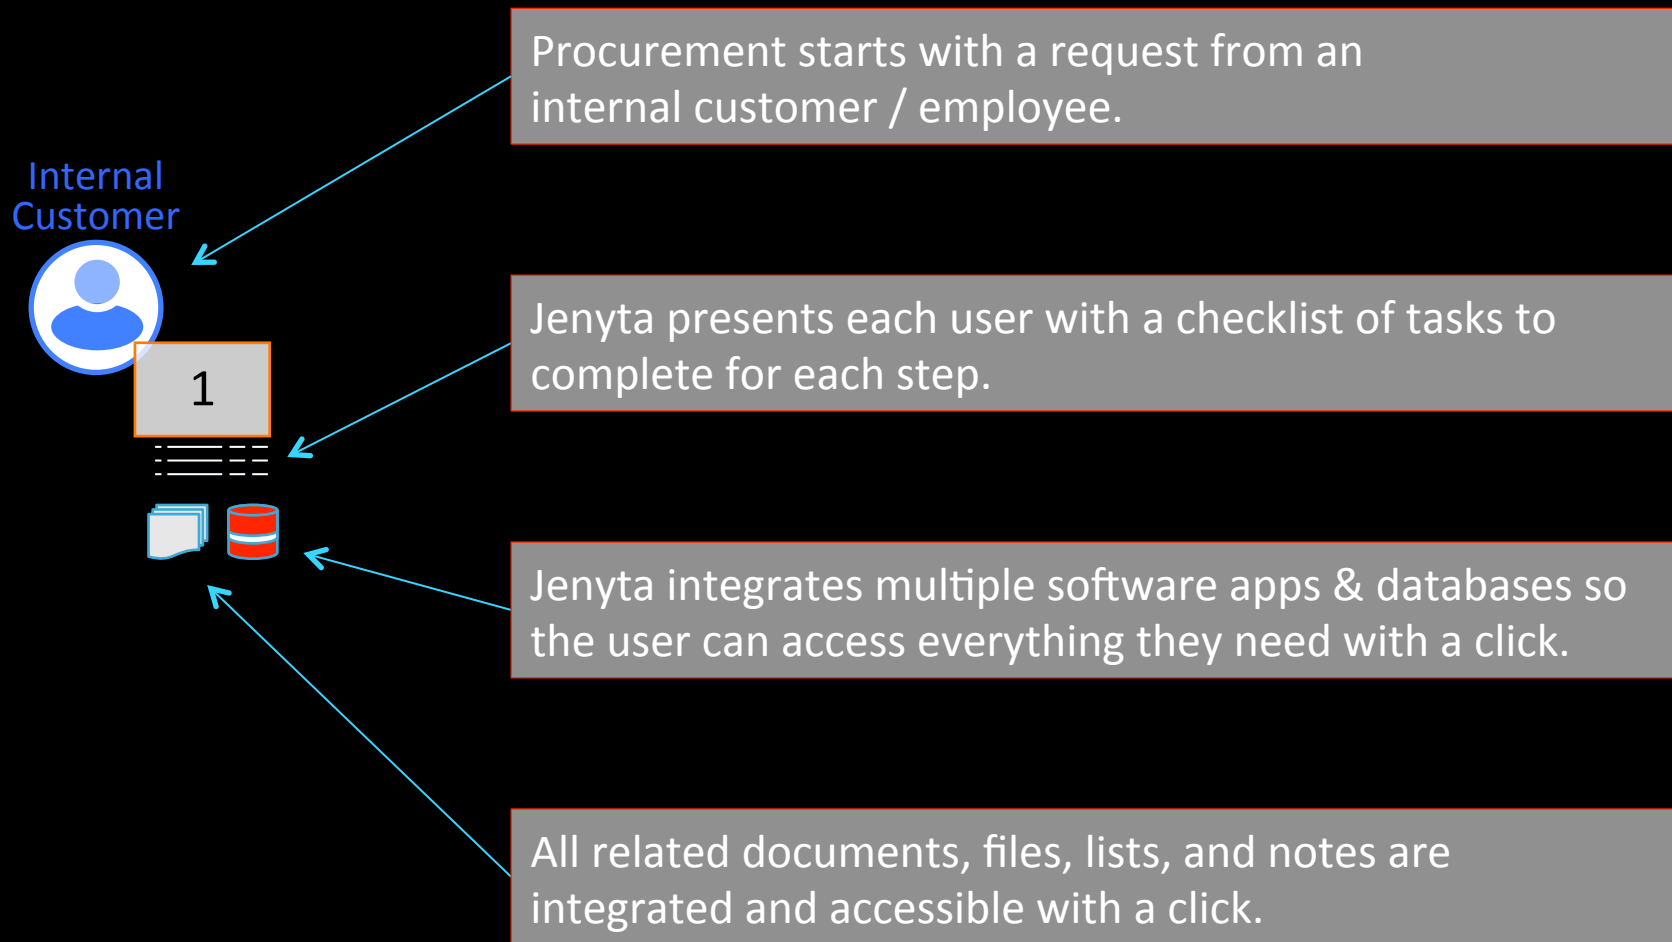 Procurement starts with a request from an
internal customer / employee.
Internal
Customer
Jenyta presents each user with a checklist of tasks to
complete for each step.
1
Jenyta integrates multiple software apps & databases so
the user can access everything they need with a click.
All related documents, files, lists, and notes are
integrated and accessible with a click.